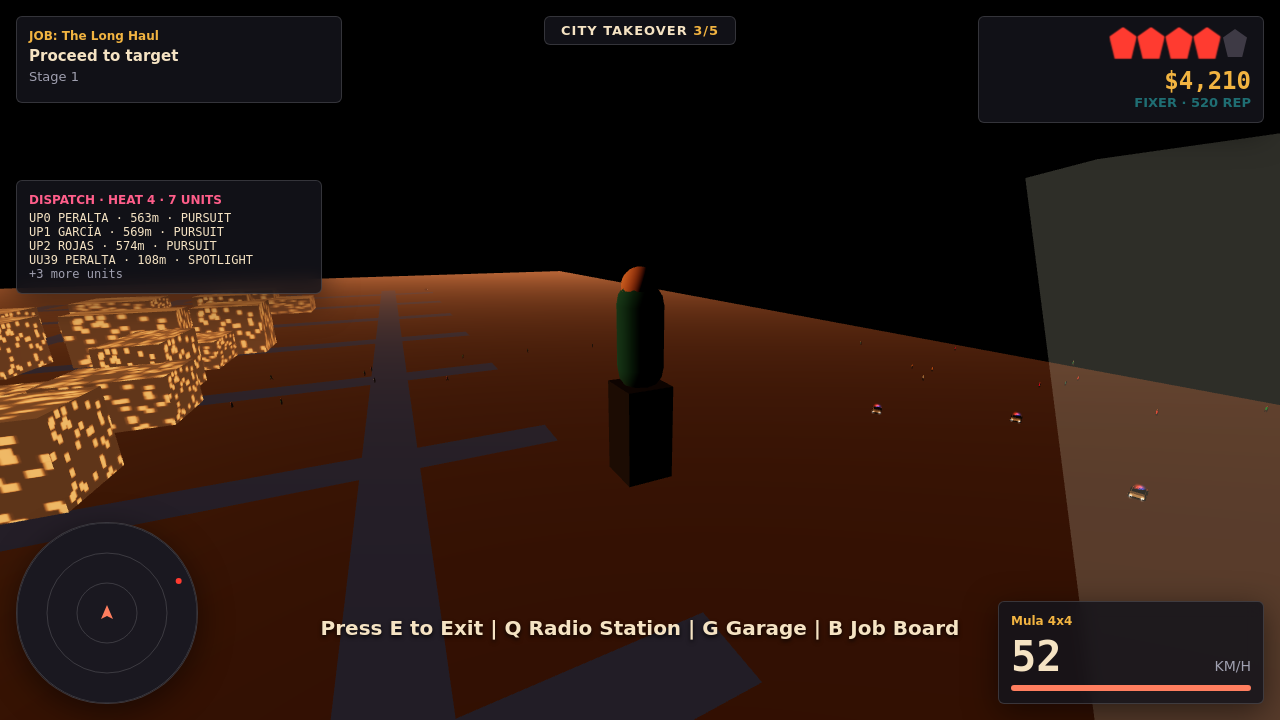 JOB: The Long Haul
Proceed to target
Stage 1
CITY TAKEOVER 3/5
$4,210
FIXER · 520 REP
DISPATCH · HEAT 4 · 7 UNITS
UP0 PERALTA · 563m · PURSUIT
UP1 GARCÍA · 569m · PURSUIT
UP2 ROJAS · 574m · PURSUIT
UU39 PERALTA · 108m · SPOTLIGHT
+3 more units
Press E to Exit | Q Radio Station | G Garage | B Job Board
Mula 4x4
52 KM/H